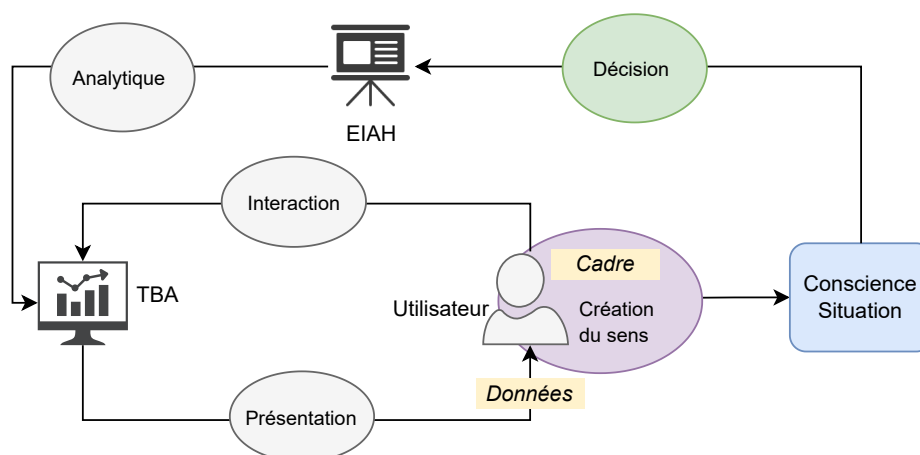 Analytique
EIAH
Décision
Interaction
TBA
Utilisateur
Cadre
Création
du sens
Conscience
Situation
Données
Présentation